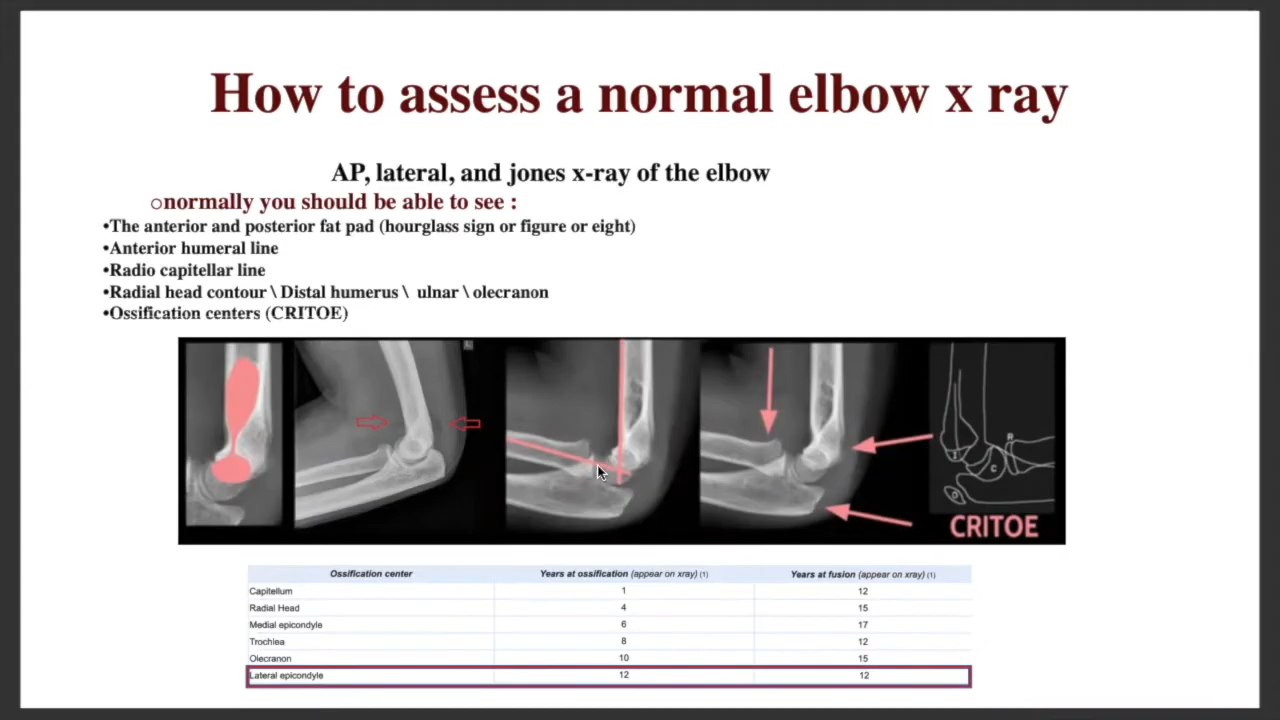 How to assess a normal elbow x ray
AP, lateral, and jones x-ray of the elbow
○normally you should be able to see :
•The anterior and posterior fat pad (hourglass sign or figure or eight)
•Anterior humeral line
•Radio capitellar line
•Radial head contour \ Distal humerus \ ulnar \ olecranon
•Ossification centers (CRITOE)
L
R
I
C
O
CRITOE
Ossification center Years at ossification (appear on xray) (1) Years at fusion (appear on xray) (1)
Capitellum 1 12
Radial Head 4 15
Medial epicondyle 6 17
Trochlea 8 12
Olecranon 10 15
Lateral epicondyle 12 12